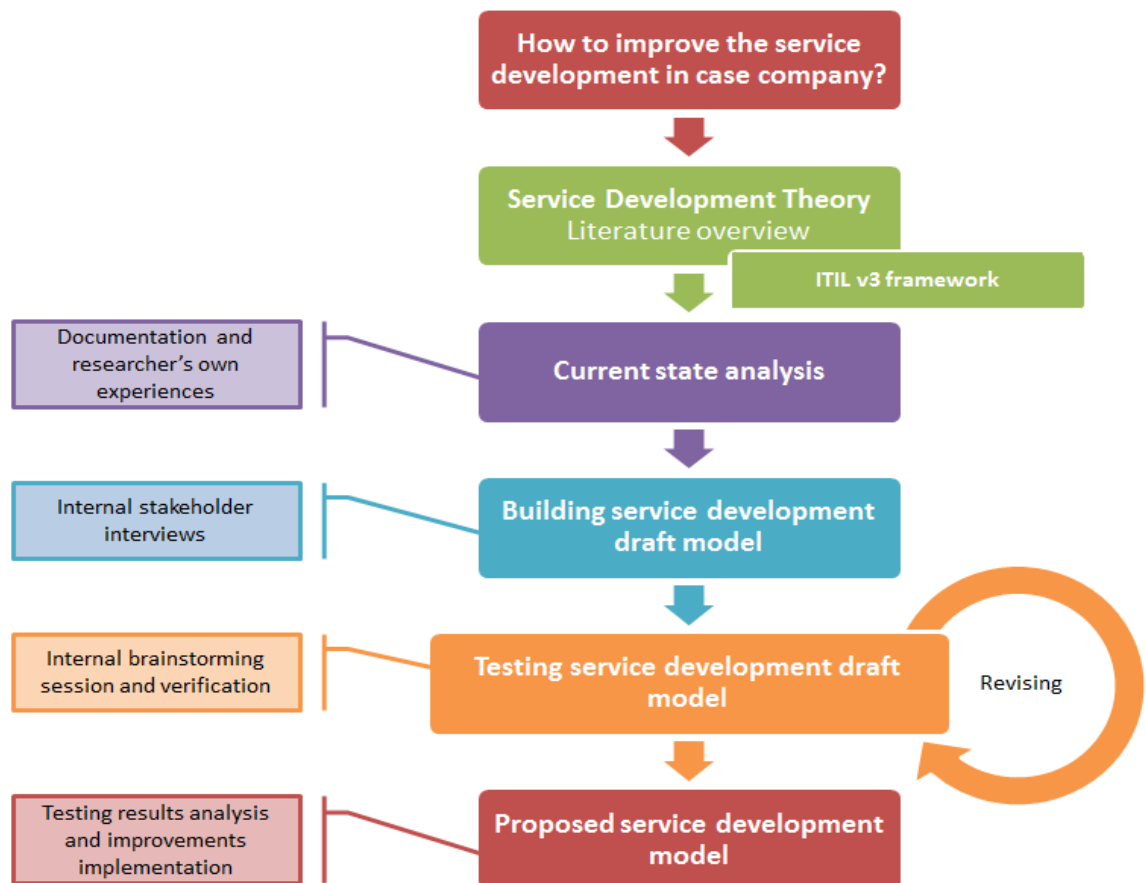 How to improve the service
development in case company?
Service Development Theory
Literature overview
ITIL v3 framework
Documentation and
researcher's own
experiences
Current state analysis
Internal stakeholder
interviews
Building service development
draft model
Internal brainstorming
session and verification
Testing service development draft
model
Revising
Testing results analysis
and improvements
implementation
Proposed service development
model